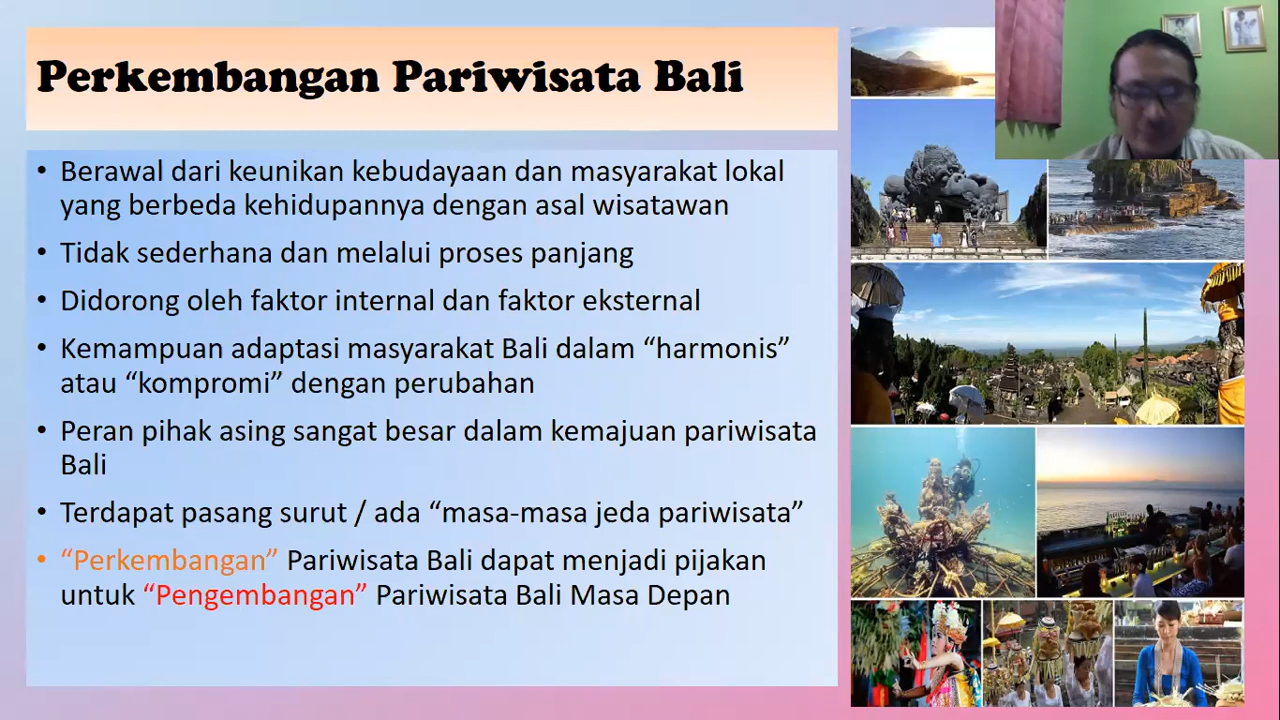 Perkembangan Pariwisata Bali
• Berawal dari keunikan kebudayaan dan masyarakat lokal
yang berbeda kehidupannya dengan asal wisatawan
• Tidak sederhana dan melalui proses panjang
• Didorong oleh faktor internal dan faktor eksternal
• Kemampuan adaptasi masyarakat Bali dalam “harmonis”
atau “kompromi” dengan perubahan
• Peran pihak asing sangat besar dalam kemajuan pariwisata
Bali
• Terdapat pasang surut / ada “masa-masa jeda pariwisata”
• “Perkembangan” Pariwisata Bali dapat menjadi pijakan
untuk “Pengembangan” Pariwisata Bali Masa Depan